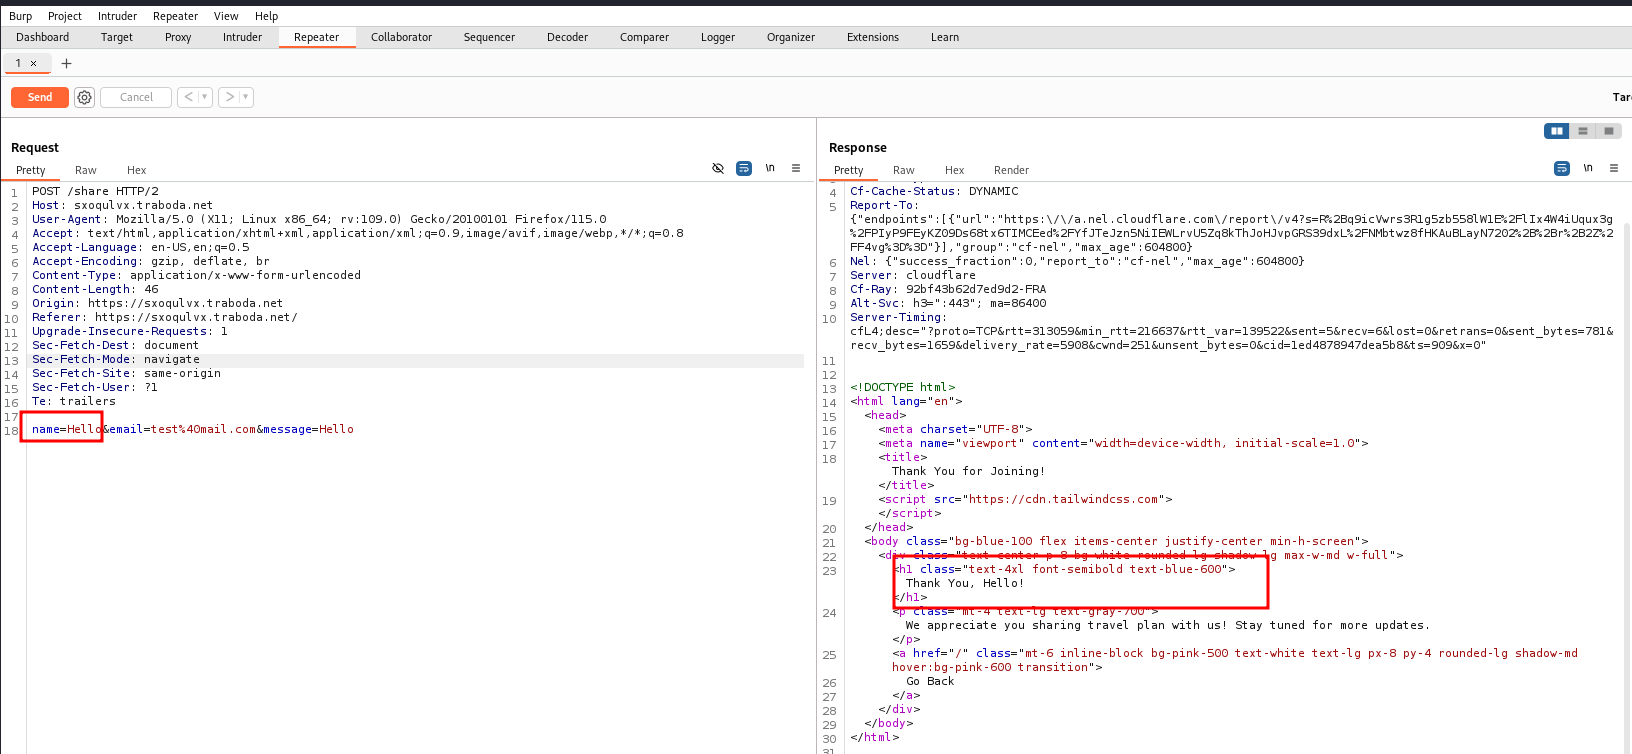 Burp Project Intruder Repeater View Help
Dashboard Target Proxy Intruder Repeater Collaborator Sequencer Decoder Comparer Logger Organizer Extensions Learn
1 × +
Send Cancel < >
Request
Pretty Raw Hex \n
1 POST /share HTTP/2
2 Host: sxoqulvx.traboda.net
3 User-Agent: Mozilla/5.0 (X11; Linux x86_64; rv:109.0) Gecko/20100101 Firefox/115.0
4 Accept: text/html,application/xhtml+xml,application/xml;q=0.9,image/avif,image/webp,*/*;q=0.8
5 Accept-Language: en-US,en;q=0.5
6 Accept-Encoding: gzip, deflate, br
7 Content-Type: application/x-www-form-urlencoded
8 Content-Length: 46
9 Origin: https://sxoqulvx.traboda.net
10 Referer: https://sxoqulvx.traboda.net/
11 Upgrade-Insecure-Requests: 1
12 Sec-Fetch-Dest: document
13 Sec-Fetch-Mode: navigate
14 Sec-Fetch-Site: same-origin
15 Sec-Fetch-User: ?1
16 Te: trailers
17
18 name=Hello&email=test%40mail.com&message=Hello
Response
Pretty Raw Hex Render \n
4 Cf-Cache-Status: DYNAMIC
5 Report-To:
{"endpoints":[{"url":"https:\/\/a.nel.cloudflare.com\/report\/v4?s=R%2Bq9icVwrs3R1g5zb558lW1E%2FlIx4W4iUqux3g
%2FPIyP9FEyKZ09Ds68tx6TIMCEed%2FYfJTeJzn5NiIEWLrvU5Zq8kThJoHJvpGRS39dxL%2FNMbtwz8fHKAuBLayN7202%2B%2Br%2B2Z%2
FF4vg%3D%3D"}],"group":"cf-nel","max_age":604800}
6 Nel: {"success_fraction":0,"report_to":"cf-nel","max_age":604800}
7 Server: cloudflare
8 Cf-Ray: 92bf43b62d7ed9d2-FRA
9 Alt-Svc: h3=":443"; ma=86400
10 Server-Timing:
cfL4;desc="?proto=TCP&rtt=313059&min_rtt=216637&rtt_var=139522&sent=5&recv=6&lost=0&retrans=0&sent_bytes=781&
recv_bytes=1659&delivery_rate=5908&cwnd=251&unsent_bytes=0&cid=1ed4878947dea5b8&ts=909&x=0"
11
12
13 <!DOCTYPE html>
14 <html lang="en">
15 <head>
16 <meta charset="UTF-8">
17 <meta name="viewport" content="width=device-width, initial-scale=1.0">
18 <title>
Thank You for Joining!
</title>
19 <script src="https://cdn.tailwindcss.com">
</script>
20 </head>
21 <body class="bg-blue-100 flex items-center justify-center min-h-screen">
22 <div class="text-center p-8 bg-white rounded-lg shadow-lg max-w-md w-full">
23 <h1 class="text-4xl font-semibold text-blue-600">
Thank You, Hello!
</h1>
24 <p class="mt-4 text-lg text-gray-700">
We appreciate you sharing travel plan with us! Stay tuned for more updates.
</p>
25 <a href="/" class="mt-6 inline-block bg-pink-500 text-white text-lg px-8 py-4 rounded-lg shadow-md
hover:bg-pink-600 transition">
26 Go Back
27 </a>
28 </div>
29 </body>
30 </html>
31